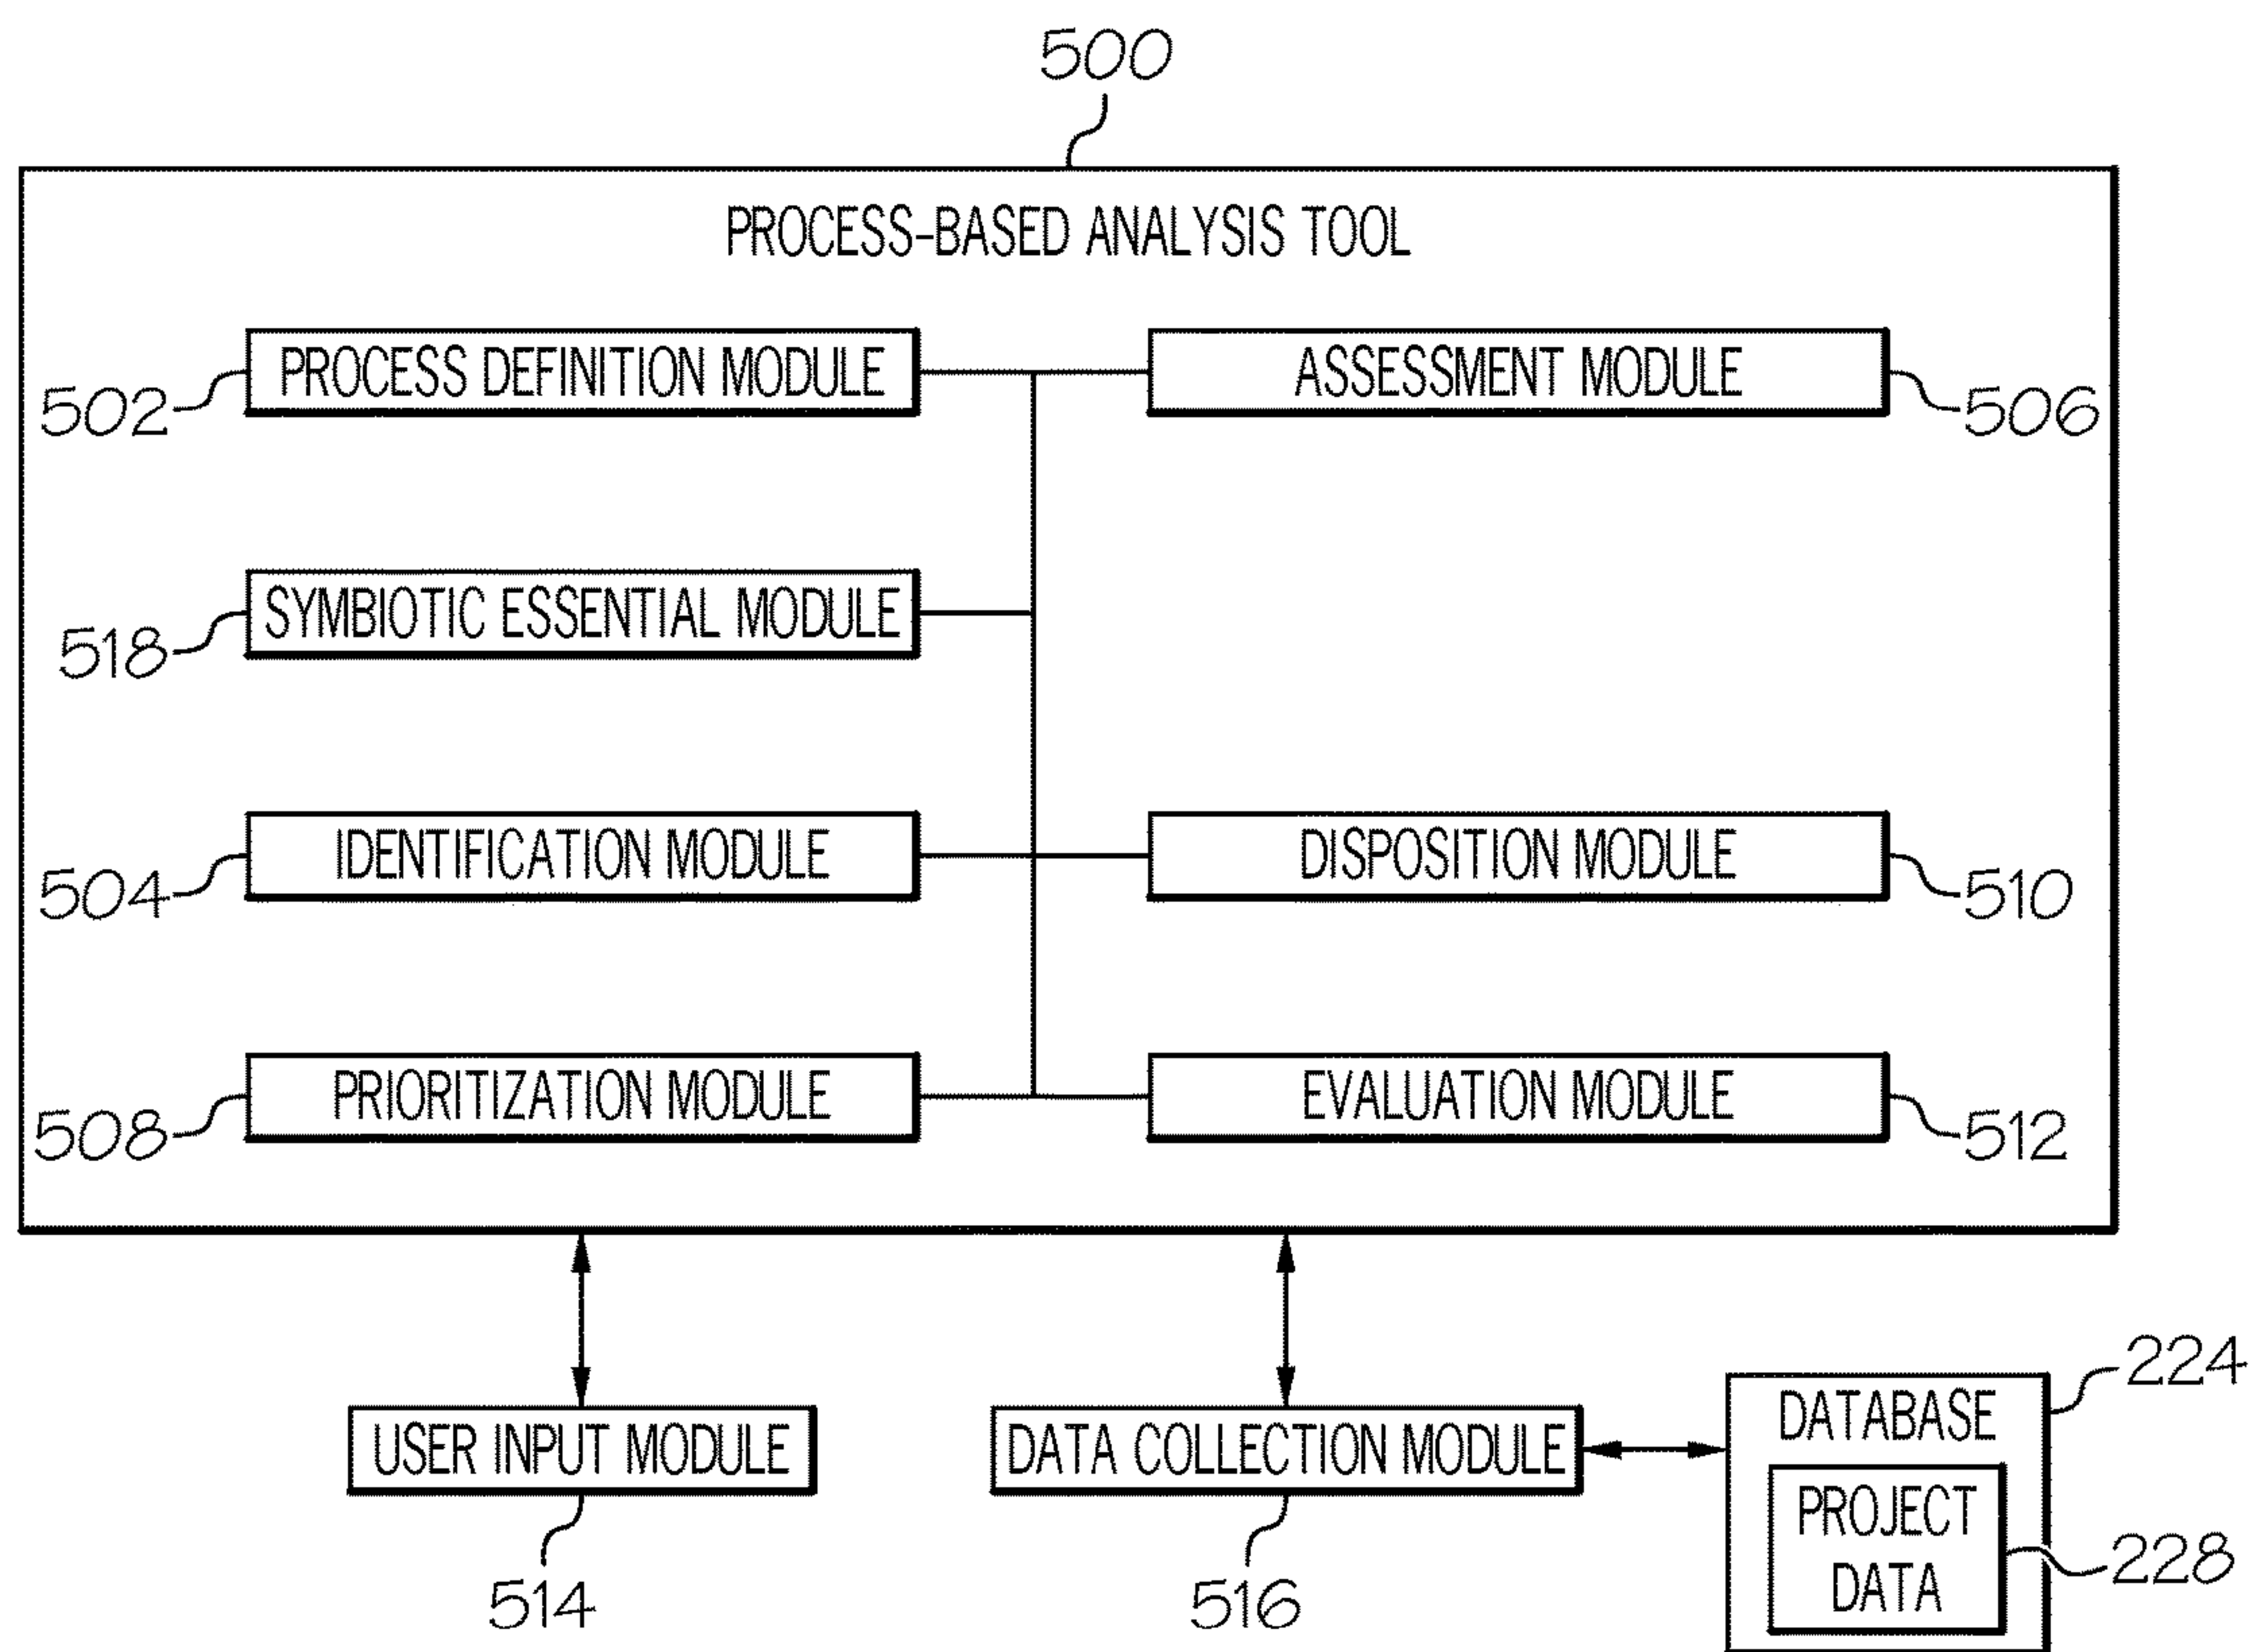 500
PROCESS-BASED ANALYSIS TOOL
PROCESS DEFINITION MODULE
ASSESSMENT MODULE
502
506
SYMBIOTIC ESSENTIAL MODULE
518
IDENTIFICATION MODULE
DISPOSITION MODULE
504
510
PRIORITIZATION MODULE
EVALUATION MODULE
508
512
224
DATABASE
USER INPUT MODULE
DATA COLLECTION MODULE
PROJECT
DATA
228
514
516